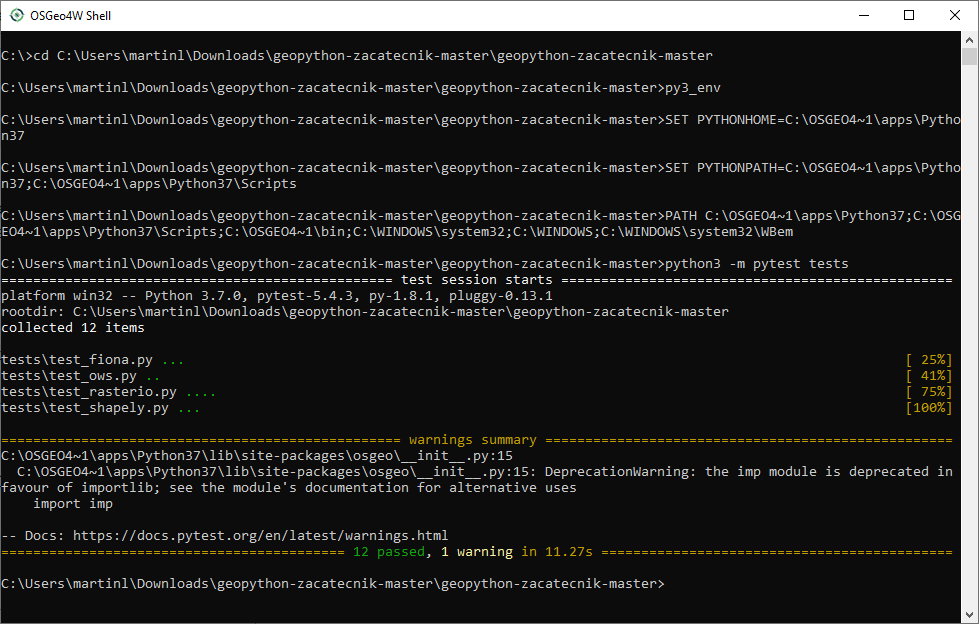 OSGeo4W Shell
C:\>cd C:\Users\martinl\Downloads\geopython-zacatecnik-master\geopython-zacatecnik-master
C:\Users\martinl\Downloads\geopython-zacatecnik-master\geopython-zacatecnik-master>py3_env
C:\Users\martinl\Downloads\geopython-zacatecnik-master\geopython-zacatecnik-master>SET PYTHONHOME=C:\OSGEO4~1\apps\Pytho
n37
C:\Users\martinl\Downloads\geopython-zacatecnik-master\geopython-zacatecnik-master>SET PYTHONPATH=C:\OSGEO4~1\apps\Pytho
n37;C:\OSGEO4~1\apps\Python37\Scripts
C:\Users\martinl\Downloads\geopython-zacatecnik-master\geopython-zacatecnik-master>PATH C:\OSGEO4~1\apps\Python37;C:\OSG
EO4~1\apps\Python37\Scripts;C:\OSGEO4~1\bin;C:\WINDOWS\system32;C:\WINDOWS;C:\WINDOWS\system32\WBem
C:\Users\martinl\Downloads\geopython-zacatecnik-master\geopython-zacatecnik-master>python3 -m pytest tests
================================================= test session starts =================================================
platform win32 -- Python 3.7.0, pytest-5.4.3, py-1.8.1, pluggy-0.13.1
rootdir: C:\Users\martinl\Downloads\geopython-zacatecnik-master\geopython-zacatecnik-master
collected 12 items
tests\test_fiona.py ... [ 25%]
tests\test_ows.py .. [ 41%]
tests\test_rasterio.py .... [ 75%]
tests\test_shapely.py ... [100%]
================================================== warnings summary ===================================================
C:\OSGEO4~1\apps\Python37\lib\site-packages\osgeo\__init__.py:15
  C:\OSGEO4~1\apps\Python37\lib\site-packages\osgeo\__init__.py:15: DeprecationWarning: the imp module is deprecated in
favour of importlib; see the module's documentation for alternative uses
    import imp
-- Docs: https://docs.pytest.org/en/latest/warnings.html
=========================================== 12 passed, 1 warning in 11.27s ============================================
C:\Users\martinl\Downloads\geopython-zacatecnik-master\geopython-zacatecnik-master>